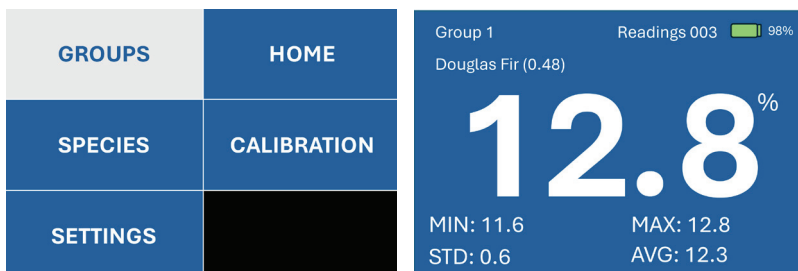 GROUPS
HOME
SPECIES
CALIBRATION
SETTINGS
Group 1
Readings 003
98%
Douglas Fir (0.48)
12.8%
MIN: 11.6
MAX: 12.8
STD: 0.6
AVG: 12.3